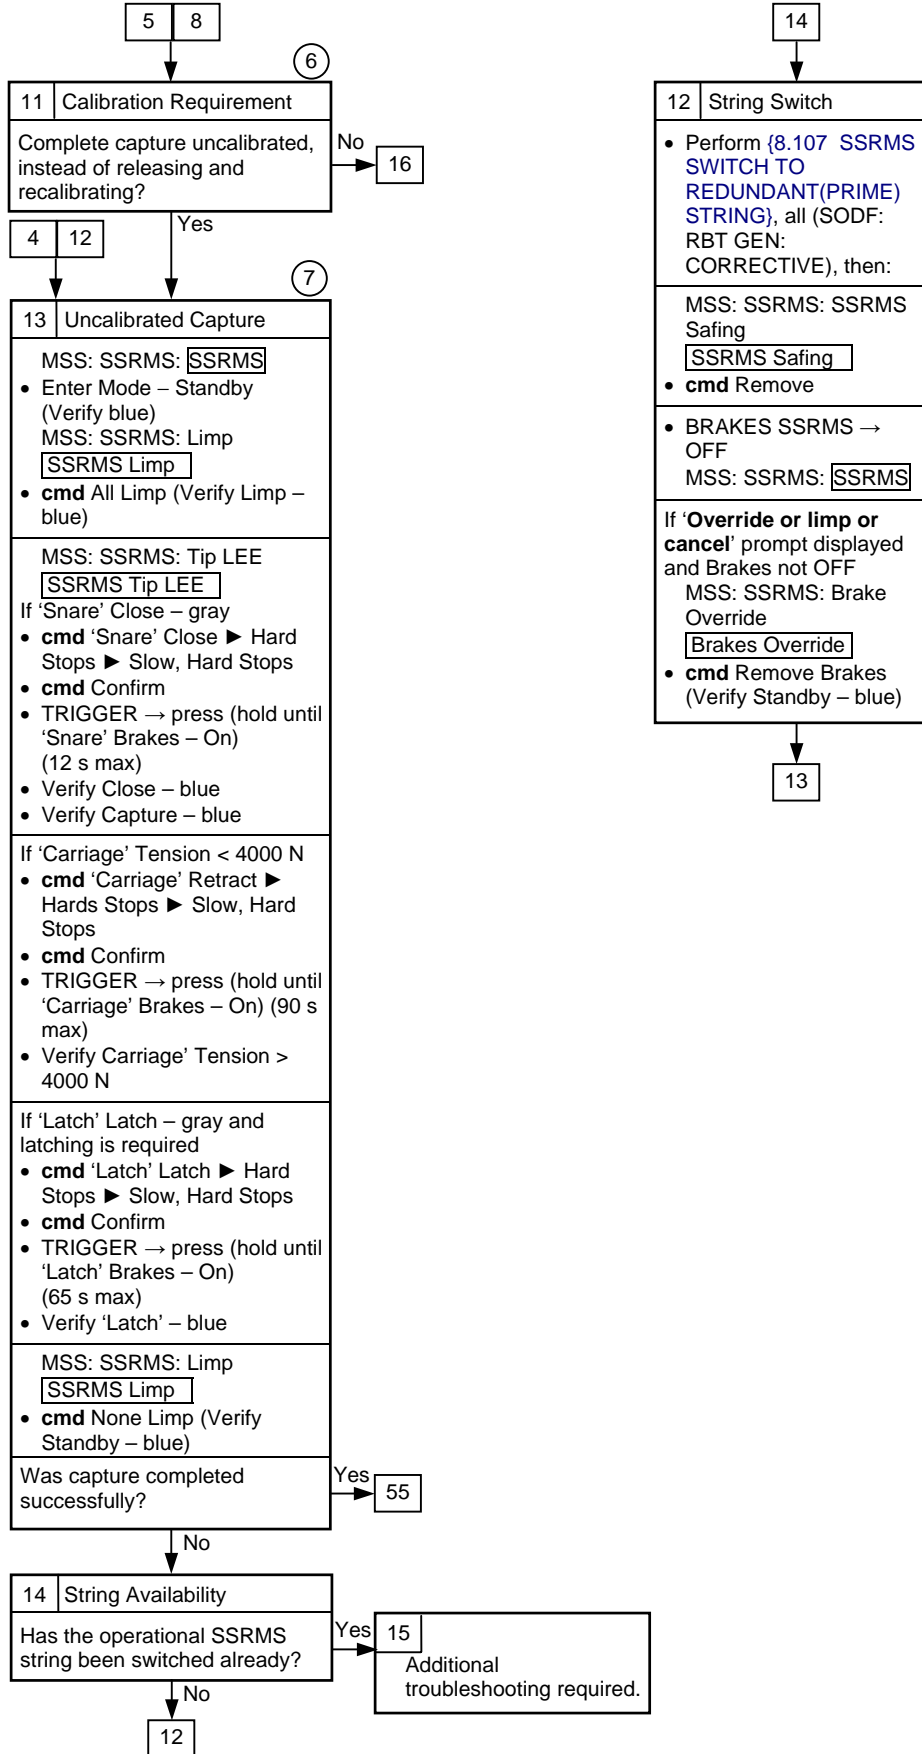 5 8
6
11 Calibration Requirement
Complete capture uncalibrated,
instead of releasing and
recalibrating?
No
16
Yes
4 12
7
13 Uncalibrated Capture
MSS: SSRMS: SSRMS
• Enter Mode – Standby
(Verify blue)
MSS: SSRMS: Limp
SSRMS Limp
• cmd All Limp (Verify Limp –
blue)
MSS: SSRMS: Tip LEE
SSRMS Tip LEE
If ‘Snare’ Close – gray
• cmd ‘Snare’ Close ► Hard
Stops ► Slow, Hard Stops
• cmd Confirm
• TRIGGER → press (hold until
‘Snare’ Brakes – On)
(12 s max)
• Verify Close – blue
• Verify Capture – blue
If ‘Carriage’ Tension < 4000 N
• cmd ‘Carriage’ Retract ►
Hards Stops ► Slow, Hard
Stops
• cmd Confirm
• TRIGGER → press (hold until
‘Carriage’ Brakes – On) (90 s
max)
• Verify Carriage’ Tension >
4000 N
If ‘Latch’ Latch – gray and
latching is required
• cmd ‘Latch’ Latch ► Hard
Stops ► Slow, Hard Stops
• cmd Confirm
• TRIGGER → press (hold until
‘Latch’ Brakes – On)
(65 s max)
• Verify ‘Latch’ – blue
MSS: SSRMS: Limp
SSRMS Limp
• cmd None Limp (Verify
Standby – blue)
Was capture completed
successfully?
Yes
55
No
14 String Availability
Has the operational SSRMS
string been switched already?
Yes
15
Additional
troubleshooting required.
No
12
14
12 String Switch
• Perform {8.107 SSRMS
SWITCH TO
REDUNDANT(PRIME)
STRING}, all (SODF:
RBT GEN:
CORRECTIVE), then:
MSS: SSRMS: SSRMS
Safing
SSRMS Safing
• cmd Remove
• BRAKES SSRMS →
OFF
MSS: SSRMS: SSRMS
If ‘Override or limp or
cancel’ prompt displayed
and Brakes not OFF
MSS: SSRMS: Brake
Override
Brakes Override
• cmd Remove Brakes
(Verify Standby – blue)
13